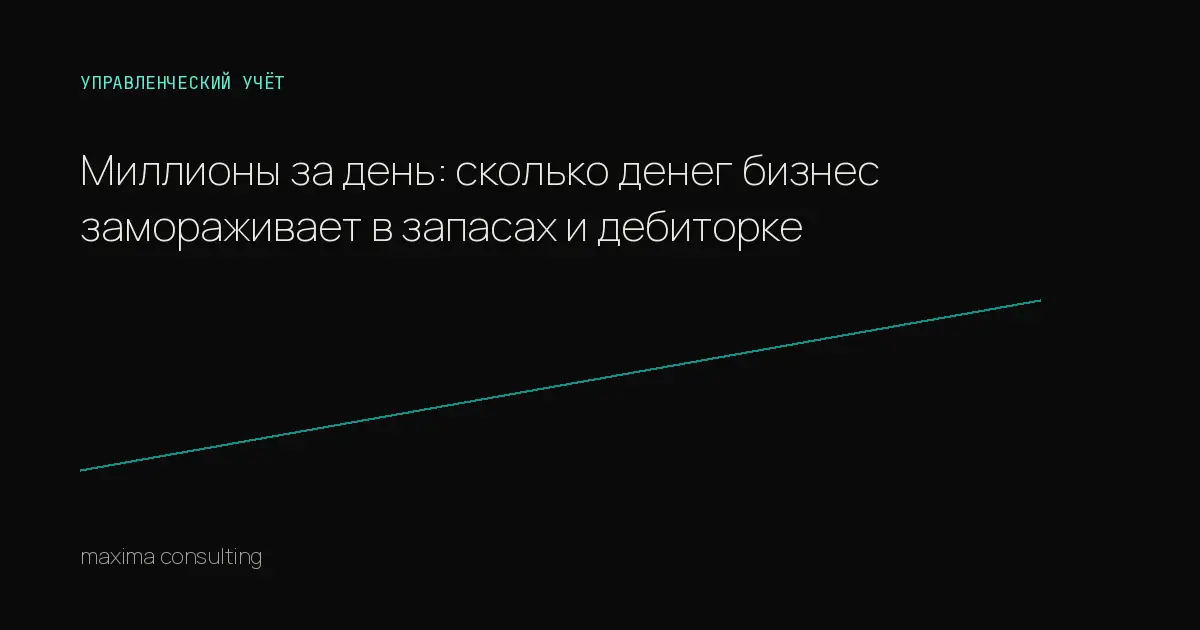 УПРАВЛЕНЧЕСКИЙ УЧЁТ
Миллионы за день: сколько денег бизнес
замораживает в запасах и дебиторке
maxima consulting